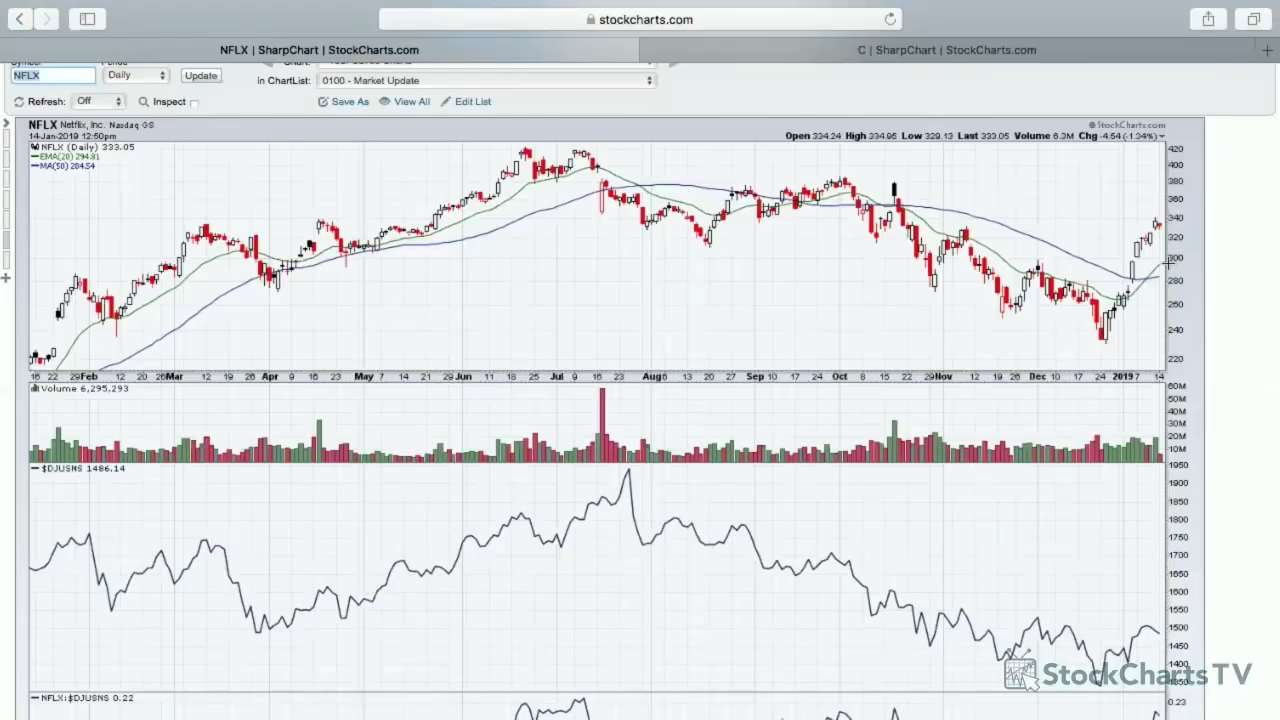 stockcharts.com
NFLX | SharpChart | StockCharts.com
C | SharpChart | StockCharts.com
NFLX Daily Update
in ChartList: 0100 - Market Update
Refresh: Off Inspect Save As View All Edit List
NFLX Netflix, Inc. Nasdaq GS © StockCharts.com
14-Jan-2019 12:50pm Open 334.24 High 334.95 Low 329.13 Last 333.05 Volume 6.3M Chg -4.54 (-1.34%)
NFLX (Daily) 333.05
EMA(20) 294.81
MA(50) 284.54
420
400
380
360
340
320
300
280
260
240
220
16 22 29 Feb 5 12 20 26 Mar 12 19 26 Apr 9 16 23 May 7 14 21 29 Jun 11 18 25 Jul 9 16 23 Aug 6 13 20 27 Sep 10 17 24 Oct 8 15 22 29 Nov 12 19 26 Dec 10 17 24 2019 7 14
Volume 6,295,293
60M
50M
40M
30M
20M
10M
$DJUSNS 1486.14
1950
1900
1850
1800
1750
1700
1650
1600
1550
1500
1450
1400
1350
StockChartsTV
NFLX:$DJUSNS 0.22
0.23